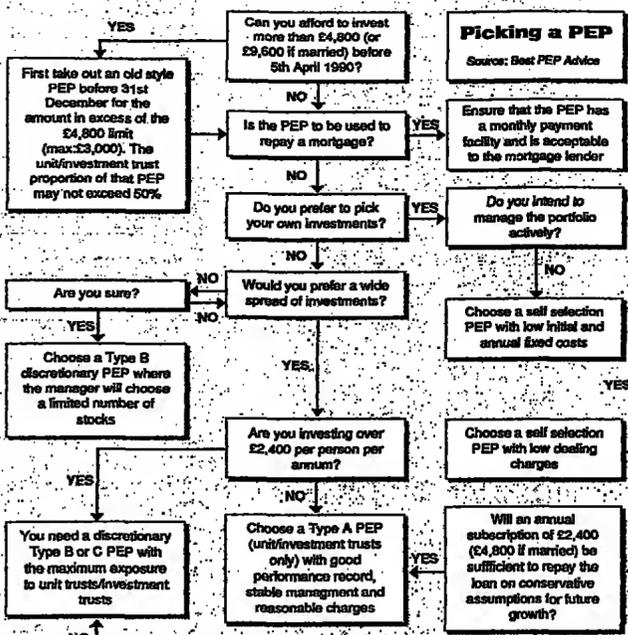 YES
Can you afford to invest
more than £4,800 (or
£9,600 if married) before
5th April 1990?
Picking a PEP
Source: Best PEP Advice
First take out an old style
PEP before 31st
December for the
amount in excess of the
£4,800 limit
(max:£3,000). The
unit/investment trust
proportion of that PEP
may not exceed 50%
NO
Is the PEP to be used to
repay a mortgage?
YES
Ensure that the PEP has
a monthly payment
facility and is acceptable
to the mortgage lender
NO
Do you prefer to pick
your own investments?
YES
Do you intend to
manage the portfolio
actively?
NO
NO
Are you sure?
NO
Would you prefer a wide
spread of investments?
NO
Choose a self selection
PEP with low initial and
annual fixed costs
YES
Choose a Type B
discretionary PEP where
the manager will choose
a limited number of
stocks
YES
YES
Are you investing over
£2,400 per person per
annum?
Choose a self selection
PEP with low dealing
charges
YES
NO
You need a discretionary
Type B or C PEP with
the maximum exposure
to unit trusts/investment
trusts
Choose a Type A PEP
(unit/investment trusts
only) with good
performance record,
stable managment and
reasonable charges
YES
Will an annual
subscription of £2,400
(£4,800 if married) be
sufficient to repay the
loan on conservative
assumptions for future
growth?
NO